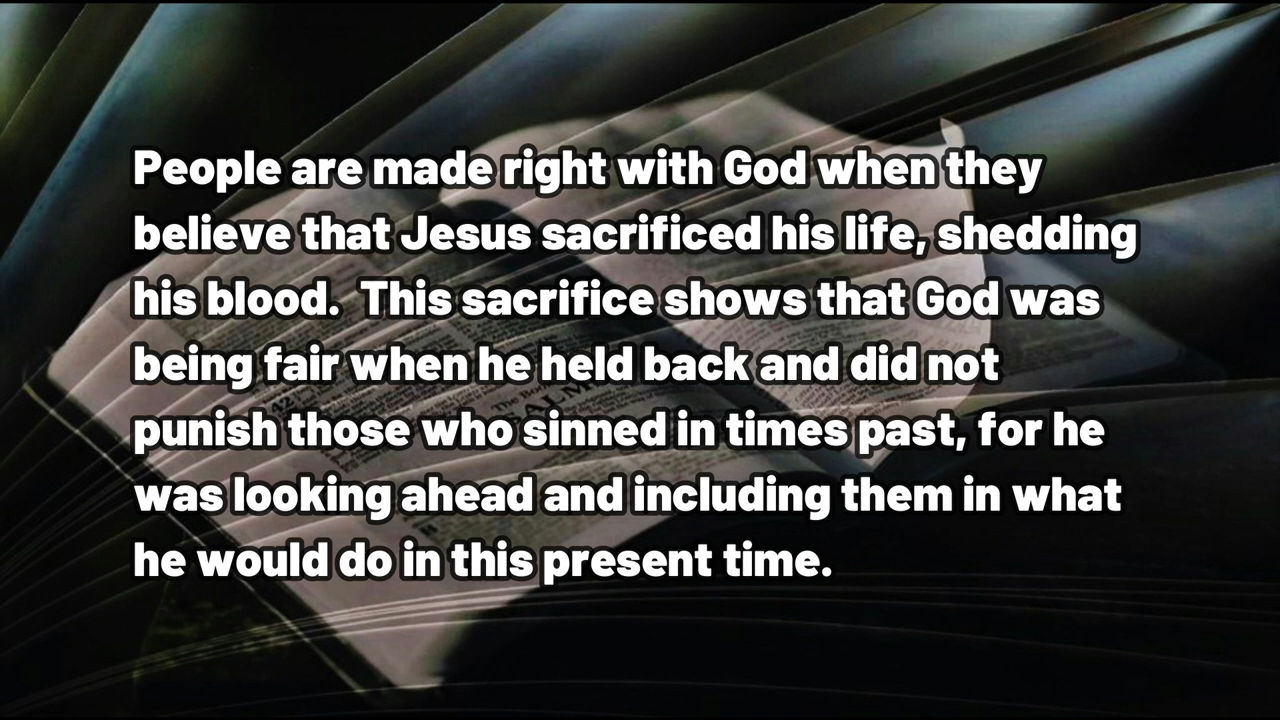 People are made right with God when they
believe that Jesus sacrificed his life, shedding
his blood.  This sacrifice shows that God was
being fair when he held back and did not
punish those who sinned in times past, for he
was looking ahead and including them in what
he would do in this present time.